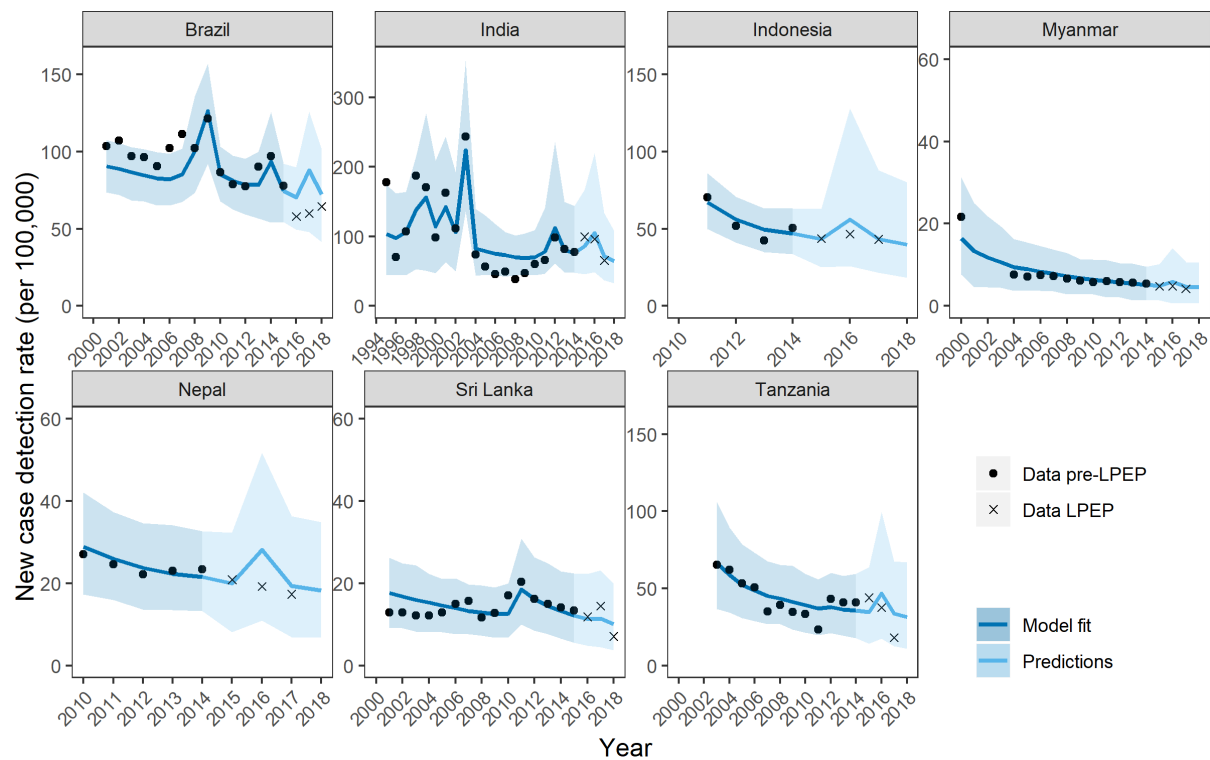 Brazil India Indonesia Myanmar
150 300 150 60
100 200 100 40
50 100 50 20
0 0 0 0
2000 2002 2004 2006 2008 2010 2012 2014 2016 2018 1994 1996 1998 2000 2002 2004 2006 2008 2010 2012 2014 2016 2018 2010 2012 2014 2016 2018 2000 2002 2004 2006 2008 2010 2012 2014 2016 2018
New case detection rate (per 100,000)
Nepal Sri Lanka Tanzania
60 60 150
40 40 100
20 20 50
0 0 0
2010 2011 2012 2013 2014 2015 2016 2017 2018 2000 2002 2004 2006 2008 2010 2012 2014 2016 2018 2000 2002 2004 2006 2008 2010 2012 2014 2016 2018
Data pre-LPEP
Data LPEP
Model fit
Predictions
Year